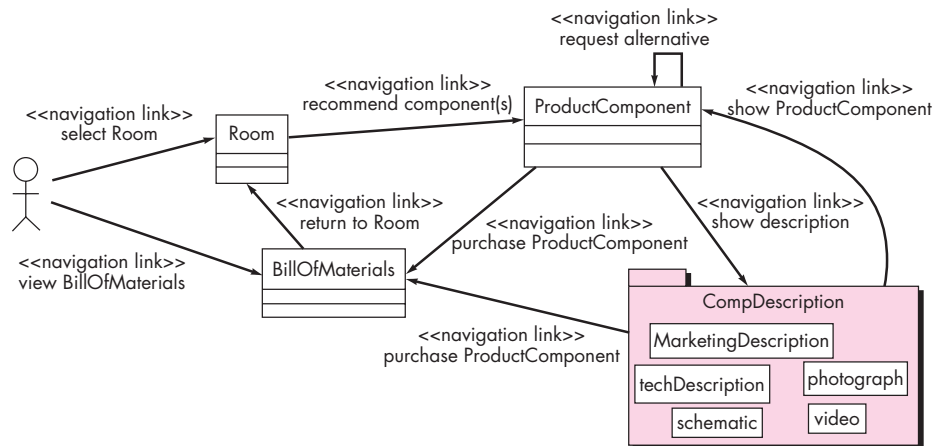 <<navigation link>>
request alternative
<<navigation link>>
recommend component(s)
ProductComponent
<<navigation link>>
show ProductComponent
<<navigation link>>
select Room
Room
<<navigation link>>
return to Room
<<navigation link>>
purchase ProductComponent
<<navigation link>>
show description
<<navigation link>>
view BillOfMaterials
BillOfMaterials
<<navigation link>>
purchase ProductComponent
CompDescription
MarketingDescription
techDescription
photograph
schematic
video